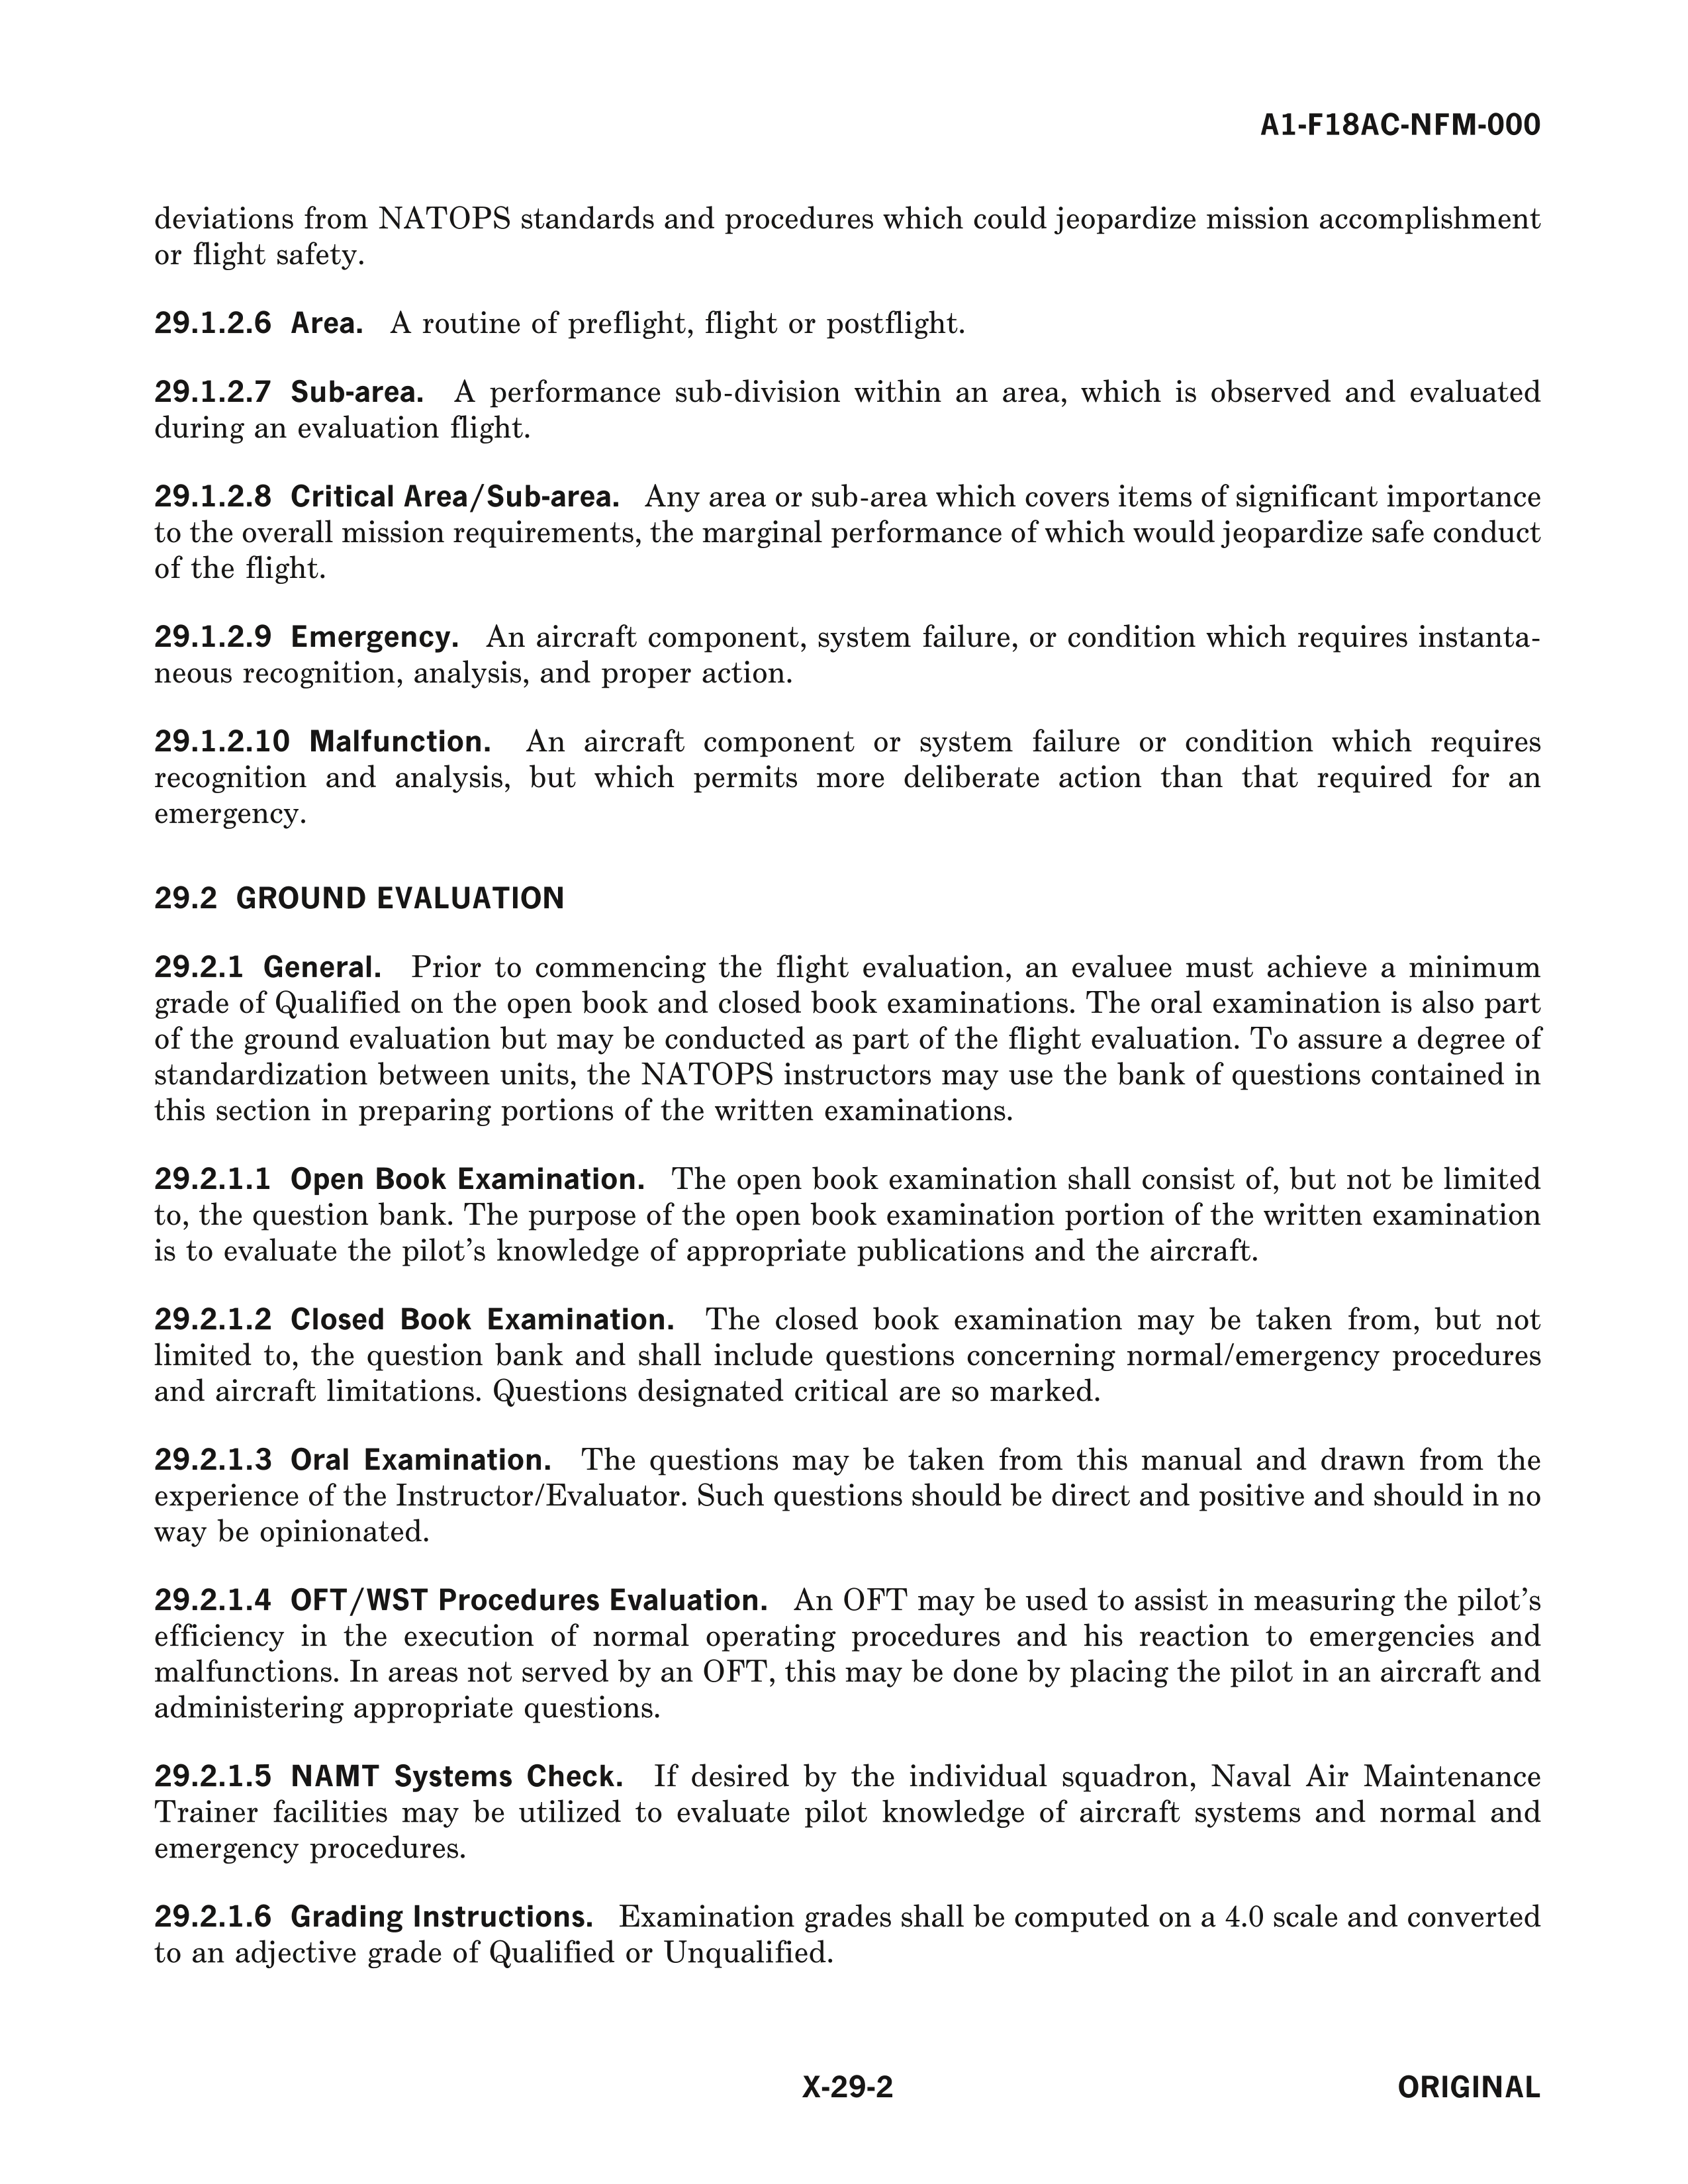 A1-F18AC-NFM-000
deviations from NATOPS standards and procedures which could jeopardize mission accomplishment
or flight safety.
29.1.2.6 Area. A routine of preflight, flight or postflight.
29.1.2.7 Sub-area. A performance sub-division within an area, which is observed and evaluated
during an evaluation flight.
29.1.2.8 Critical Area/Sub-area. Any area or sub-area which covers items of significant importance
to the overall mission requirements, the marginal performance of which would jeopardize safe conduct
of the flight.
29.1.2.9 Emergency. An aircraft component, system failure, or condition which requires instanta-
neous recognition, analysis, and proper action.
29.1.2.10 Malfunction. An aircraft component or system failure or condition which requires
recognition and analysis, but which permits more deliberate action than that required for an
emergency.
29.2 GROUND EVALUATION
29.2.1 General. Prior to commencing the flight evaluation, an evaluee must achieve a minimum
grade of Qualified on the open book and closed book examinations. The oral examination is also part
of the ground evaluation but may be conducted as part of the flight evaluation. To assure a degree of
standardization between units, the NATOPS instructors may use the bank of questions contained in
this section in preparing portions of the written examinations.
29.2.1.1 Open Book Examination. The open book examination shall consist of, but not be limited
to, the question bank. The purpose of the open book examination portion of the written examination
is to evaluate the pilot's knowledge of appropriate publications and the aircraft.
29.2.1.2 Closed Book Examination. The closed book examination may be taken from, but not
limited to, the question bank and shall include questions concerning normal/emergency procedures
and aircraft limitations. Questions designated critical are so marked.
29.2.1.3 Oral Examination. The questions may be taken from this manual and drawn from the
experience of the Instructor/Evaluator. Such questions should be direct and positive and should in no
way be opinionated.
29.2.1.4 OFT/WST Procedures Evaluation. An OFT may be used to assist in measuring the pilot's
efficiency in the execution of normal operating procedures and his reaction to emergencies and
malfunctions. In areas not served by an OFT, this may be done by placing the pilot in an aircraft and
administering appropriate questions.
29.2.1.5 NAMT Systems Check. If desired by the individual squadron, Naval Air Maintenance
Trainer facilities may be utilized to evaluate pilot knowledge of aircraft systems and normal and
emergency procedures.
29.2.1.6 Grading Instructions. Examination grades shall be computed on a 4.0 scale and converted
to an adjective grade of Qualified or Unqualified.
X-29-2 ORIGINAL